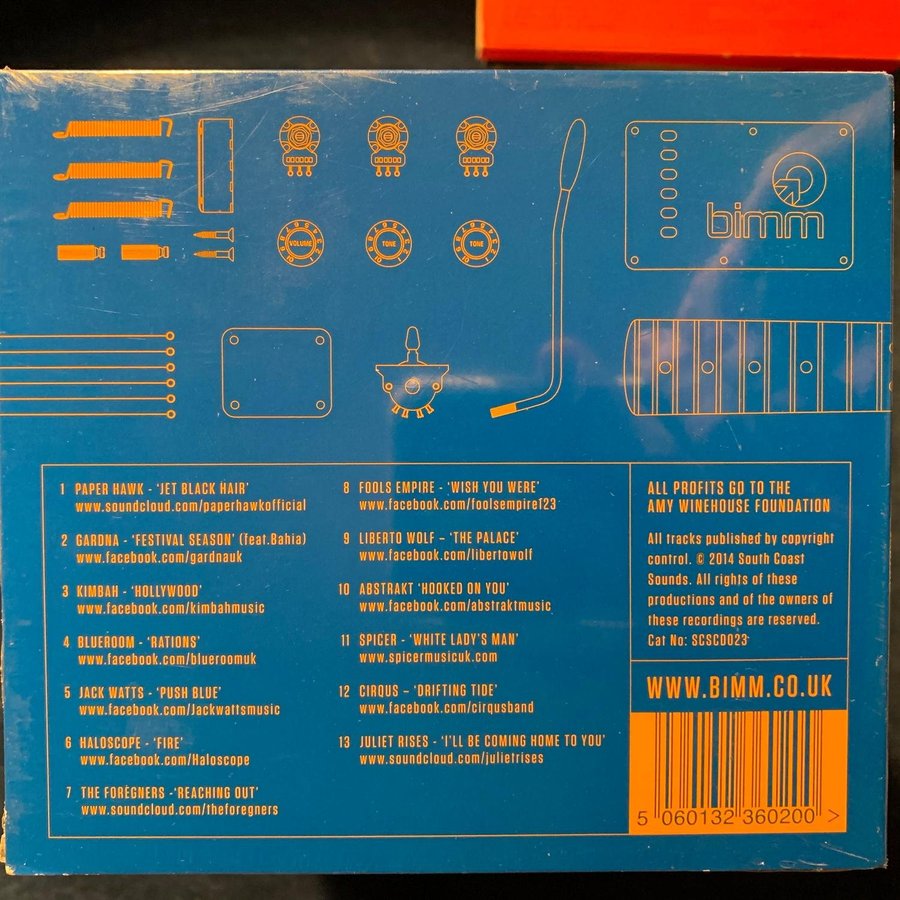 VOLUME
TONE
TONE
bimm
1 PAPER HAWK - ‘JET BLACK HAIR’
www.soundcloud.com/paperhawkofficial
2 GARDNA - ‘FESTIVAL SEASON’ (feat.Bahia)
www.facebook.com/gardnauk
3 KIMBAH - ‘HOLLYWOOD’
www.facebook.com/kimbahmusic
4 BLUEROOM - ‘RATIONS’
www.facebook.com/blueroomuk
5 JACK WATTS - ‘PUSH BLUE’
www.facebook.com/Jackwattsmusic
6 HALOSCOPE - ‘FIRE’
www.facebook.com/Haloscope
7 THE FOREGNERS - ‘REACHING OUT’
www.soundcloud.com/theforegners
8 FOOLS EMPIRE - ‘WISH YOU WERE’
www.facebook.com/foolsempire123
9 LIBERTO WOLF – ‘THE PALACE’
www.facebook.com/libertowolf
10 ABSTRAKT ‘HOOKED ON YOU’
www.facebook.com/abstraktmusic
11 SPICER - ‘WHITE LADY’S MAN’
www.spicermusicuk.com
12 CIRQUS – ‘DRIFTING TIDE’
www.facebook.com/cirqusband
13 JULIET RISES - ‘I’LL BE COMING HOME TO YOU’
www.soundcloud.com/julietrises
ALL PROFITS GO TO THE
AMY WINEHOUSE FOUNDATION
All tracks published by copyright
control. © 2014 South Coast
Sounds. All rights of these
productions and of the owners of
these recordings are reserved.
Cat No: SCSCD023
WWW.BIMM.CO.UK
5 060132 360200 >